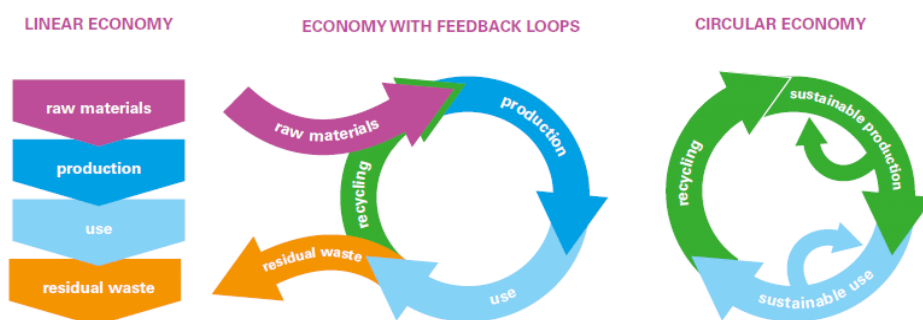 LINEAR ECONOMY
raw materials
production
use
residual waste
ECONOMY WITH FEEDBACK LOOPS
raw materials
production
use
recycling
residual waste
CIRCULAR ECONOMY
sustainable production
sustainable use
recycling